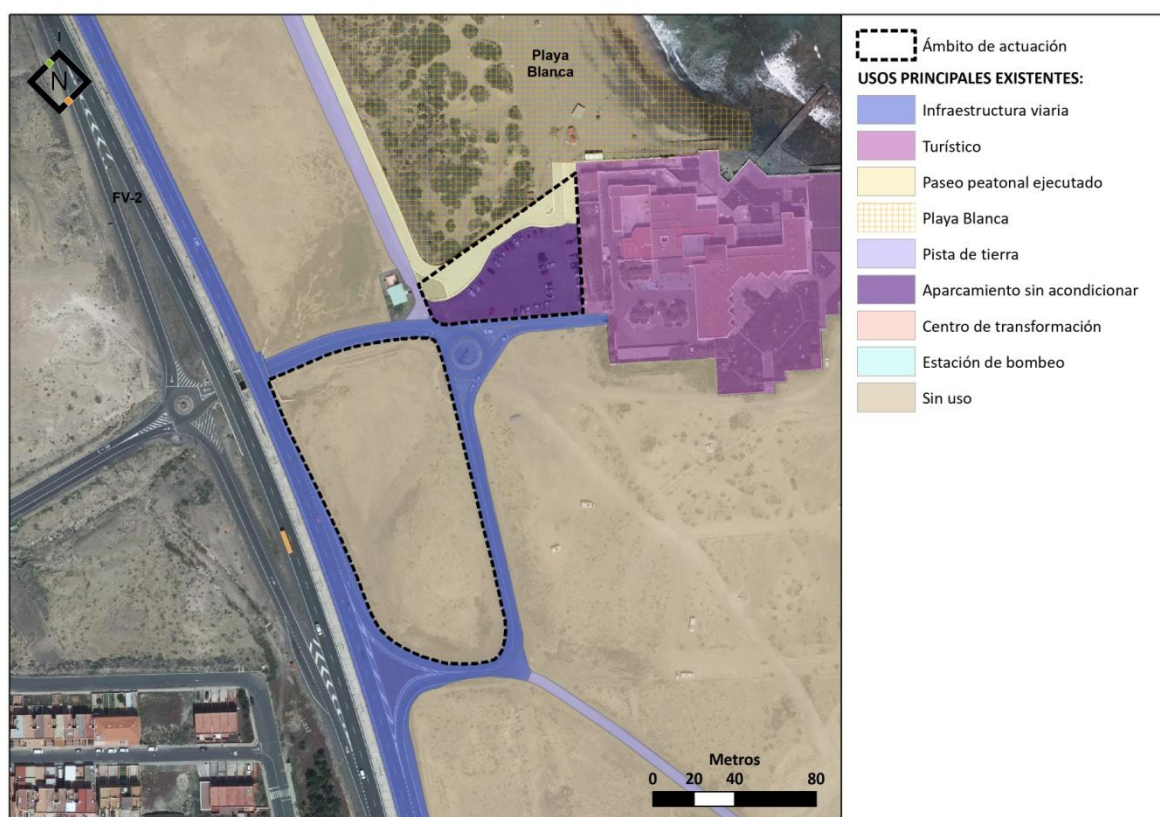 Playa
Blanca
N
FV-2
Metros
0 20 40 80
Ámbito de actuación
USOS PRINCIPALES EXISTENTES:
Infraestructura viaria
Turístico
Paseo peatonal ejecutado
Playa Blanca
Pista de tierra
Aparcamiento sin acondicionar
Centro de transformación
Estación de bombeo
Sin uso